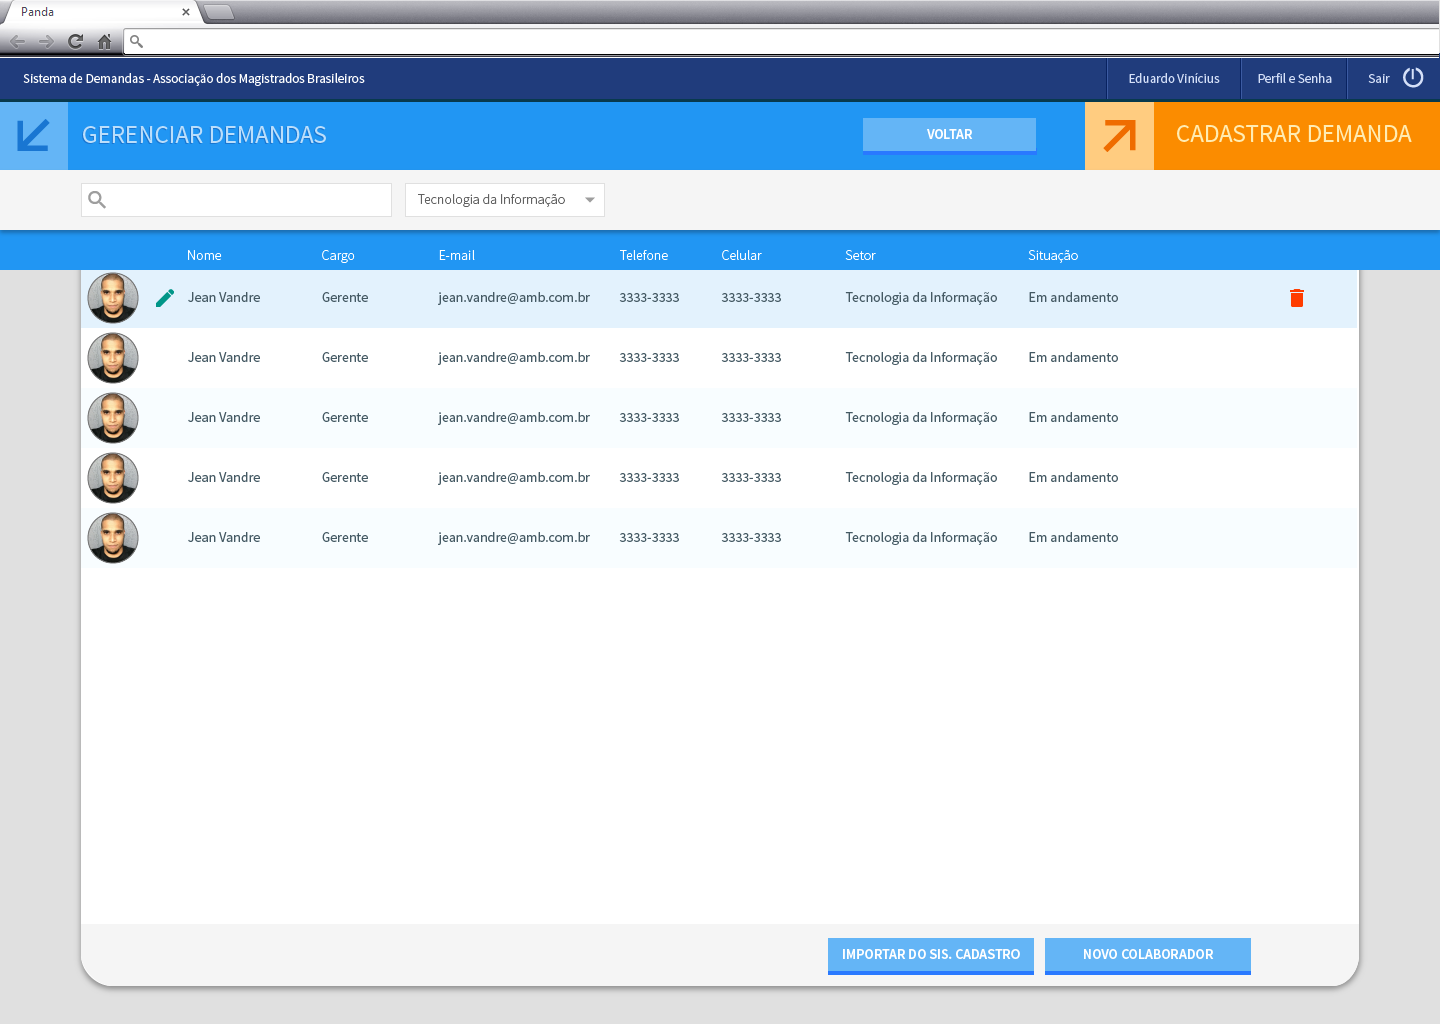 Panda
Sistema de Demandas - Associação dos Magistrados Brasileiros
Eduardo Vinícius
Perfil e Senha
Sair
GERENCIAR DEMANDAS
VOLTAR
CADASTRAR DEMANDA
Tecnologia da Informação
Nome Cargo E-mail Telefone Celular Setor Situação
Jean Vandre Gerente jean.vandre@amb.com.br 3333-3333 3333-3333 Tecnologia da Informação Em andamento
Jean Vandre Gerente jean.vandre@amb.com.br 3333-3333 3333-3333 Tecnologia da Informação Em andamento
Jean Vandre Gerente jean.vandre@amb.com.br 3333-3333 3333-3333 Tecnologia da Informação Em andamento
Jean Vandre Gerente jean.vandre@amb.com.br 3333-3333 3333-3333 Tecnologia da Informação Em andamento
Jean Vandre Gerente jean.vandre@amb.com.br 3333-3333 3333-3333 Tecnologia da Informação Em andamento
IMPORTAR DO SIS. CADASTRO
NOVO COLABORADOR